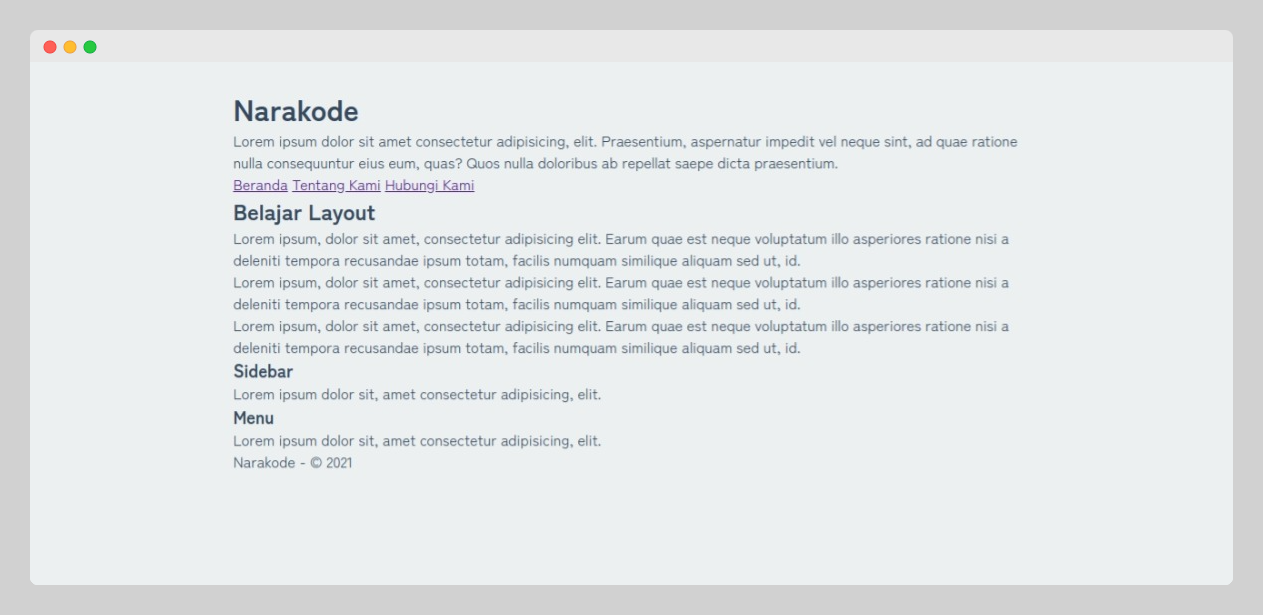 Narakode
Lorem ipsum dolor sit amet consectetur adipisicing, elit. Praesentium, aspernatur impedit vel neque sint, ad quae ratione
nulla consequuntur eius eum, quas? Quos nulla doloribus ab repellat saepe dicta praesentium.
Beranda Tentang Kami Hubungi Kami
Belajar Layout
Lorem ipsum, dolor sit amet, consectetur adipisicing elit. Earum quae est neque voluptatum illo asperiores ratione nisi a
deleniti tempora recusandae ipsum totam, facilis numquam similique aliquam sed ut, id.
Lorem ipsum, dolor sit amet, consectetur adipisicing elit. Earum quae est neque voluptatum illo asperiores ratione nisi a
deleniti tempora recusandae ipsum totam, facilis numquam similique aliquam sed ut, id.
Lorem ipsum, dolor sit amet, consectetur adipisicing elit. Earum quae est neque voluptatum illo asperiores ratione nisi a
deleniti tempora recusandae ipsum totam, facilis numquam similique aliquam sed ut, id.
Sidebar
Lorem ipsum dolor sit, amet consectetur adipisicing, elit.
Menu
Lorem ipsum dolor sit, amet consectetur adipisicing, elit.
Narakode - © 2021